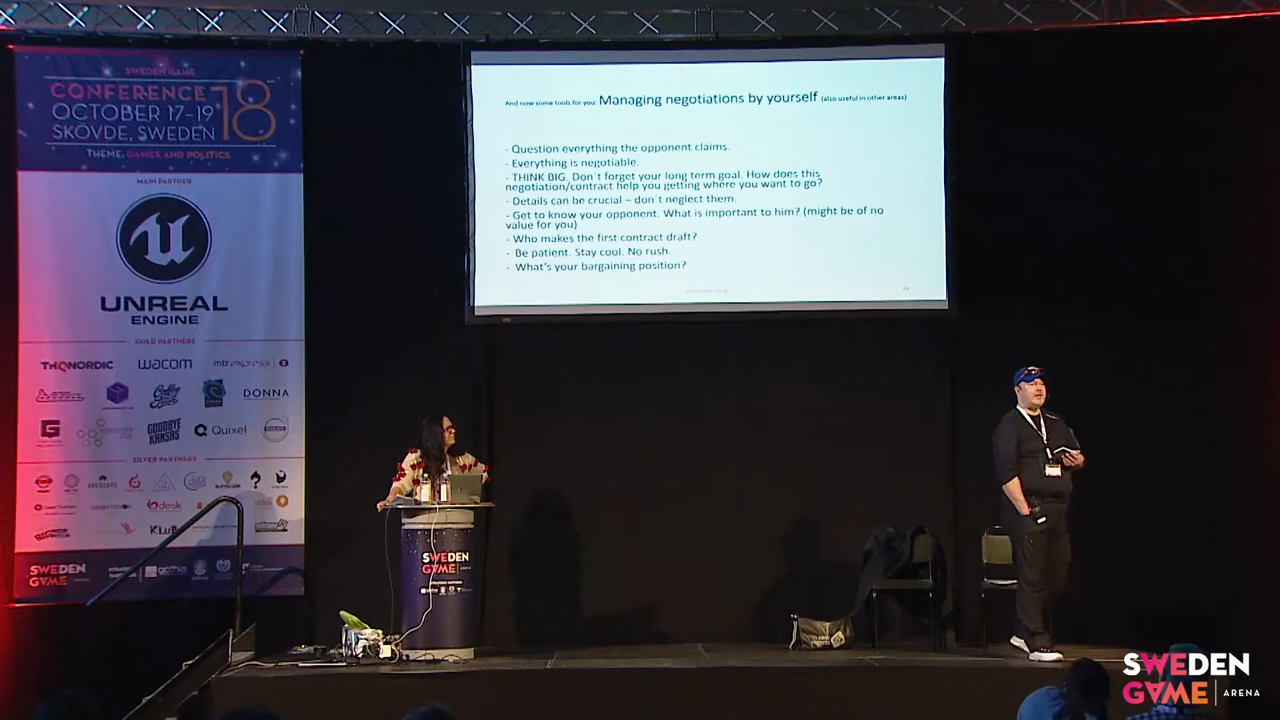 SWEDEN GAME
CONFERENCE 18
OCTOBER 17-19
SKÖVDE, SWEDEN
THEME: GAMES AND POLITICS
MAIN PARTNER
UNREAL
ENGINE
GOLD PARTNERS
THQNORDIC wacom mtrexpress
DONNA
GOODBYE KANSAS Quixel
SILVER PARTNERS
SWEDEN
GAME
And now some tools for you: Managing negotiations by yourself (also useful in other areas)
- Question everything the opponent claims.
- Everything is negotiable.
- THINK BIG. Don´t forget your long term goal. How does this
negotiation/contract help you getting where you want to go?
- Details can be crucial – don´t neglect them.
- Get to know your opponent. What is important to him? (might be of no
value for you)
- Who makes the first contract draft?
- Be patient. Stay cool. No rush.
- What's your bargaining position?
SWEDEN
GAME ARENA
SWEDEN
GAME | ARENA